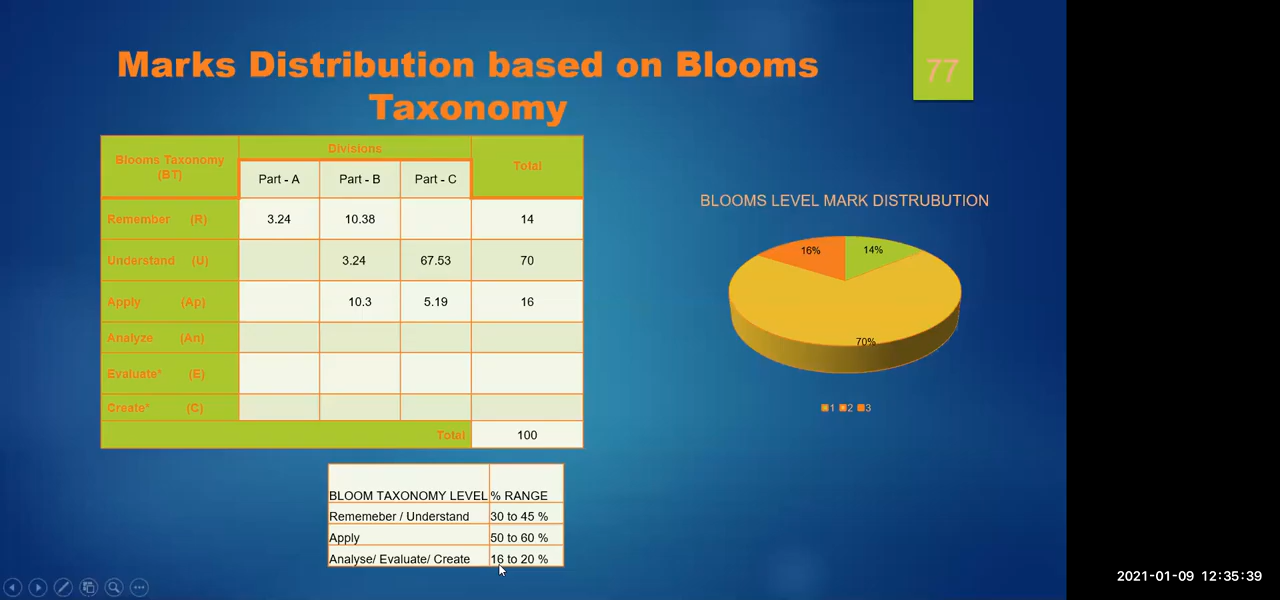 Marks Distribution based on Blooms
Taxonomy
77
Blooms Taxonomy
(BT)
Divisions
Total
Part - A Part - B Part - C
Remember (R) 3.24 10.38 14
Understand (U) 3.24 67.53 70
Apply (Ap) 10.3 5.19 16
Analyze (An)
Evaluate* (E)
Create* (C)
Total 100
BLOOMS LEVEL MARK DISTRUBUTION
16% 14%
70%
1 2 3
BLOOM TAXONOMY LEVEL % RANGE
Rememeber / Understand 30 to 45 %
Apply 50 to 60 %
Analyse/ Evaluate/ Create 16 to 20 %
2021-01-09 12:35:39